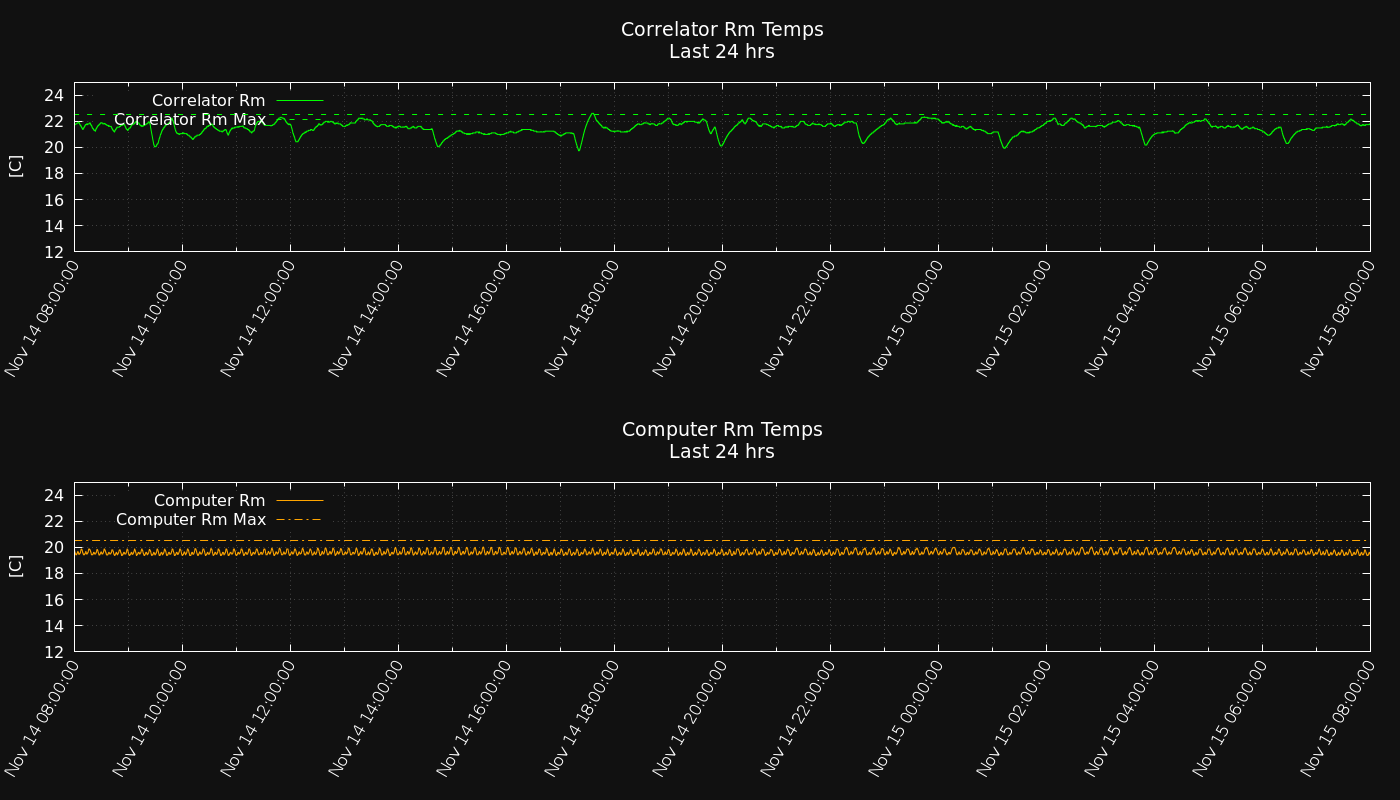 Correlator Rm Temps
Last 24 hrs
24
22
20
18
16
14
12
[C]
Correlator Rm
Correlator Rm Max
Nov 14 08:00:00
Nov 14 10:00:00
Nov 14 12:00:00
Nov 14 14:00:00
Nov 14 16:00:00
Nov 14 18:00:00
Nov 14 20:00:00
Nov 14 22:00:00
Nov 15 00:00:00
Nov 15 02:00:00
Nov 15 04:00:00
Nov 15 06:00:00
Nov 15 08:00:00
Computer Rm Temps
Last 24 hrs
24
22
20
18
16
14
12
[C]
Computer Rm
Computer Rm Max
Nov 14 08:00:00
Nov 14 10:00:00
Nov 14 12:00:00
Nov 14 14:00:00
Nov 14 16:00:00
Nov 14 18:00:00
Nov 14 20:00:00
Nov 14 22:00:00
Nov 15 00:00:00
Nov 15 02:00:00
Nov 15 04:00:00
Nov 15 06:00:00
Nov 15 08:00:00